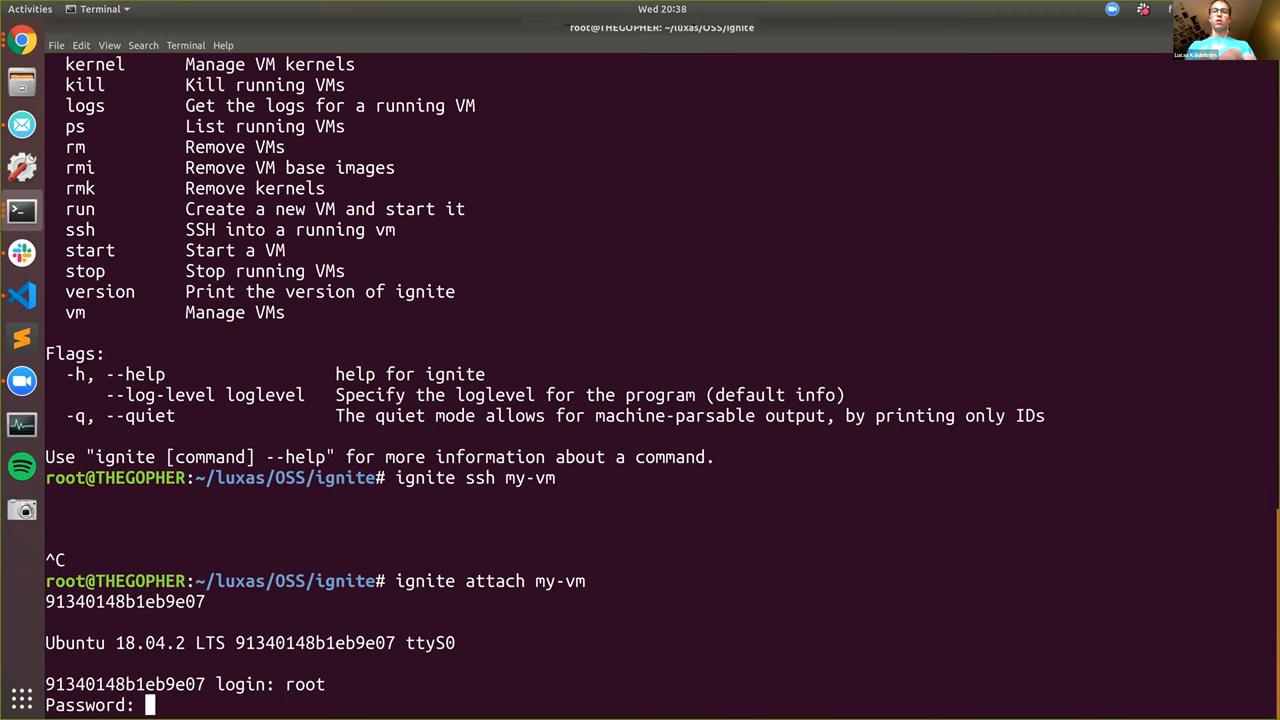 Activities Terminal Wed 20:38
root@THEGOPHER: ~/luxas/OSS/ignite
File Edit View Search Terminal Help
kernel Manage VM kernels
kill Kill running VMs
logs Get the logs for a running VM
ps List running VMs
rm Remove VMs
rmi Remove VM base images
rmk Remove kernels
run Create a new VM and start it
ssh SSH into a running vm
start Start a VM
stop Stop running VMs
version Print the version of ignite
vm Manage VMs
Flags:
-h, --help help for ignite
--log-level loglevel Specify the loglevel for the program (default info)
-q, --quiet The quiet mode allows for machine-parsable output, by printing only IDs
Use "ignite [command] --help" for more information about a command.
root@THEGOPHER:~/luxas/OSS/ignite# ignite ssh my-vm
^C
root@THEGOPHER:~/luxas/OSS/ignite# ignite attach my-vm
91340148b1eb9e07
Ubuntu 18.04.2 LTS 91340148b1eb9e07 ttyS0
91340148b1eb9e07 login: root
Password:
Lucas Käldström